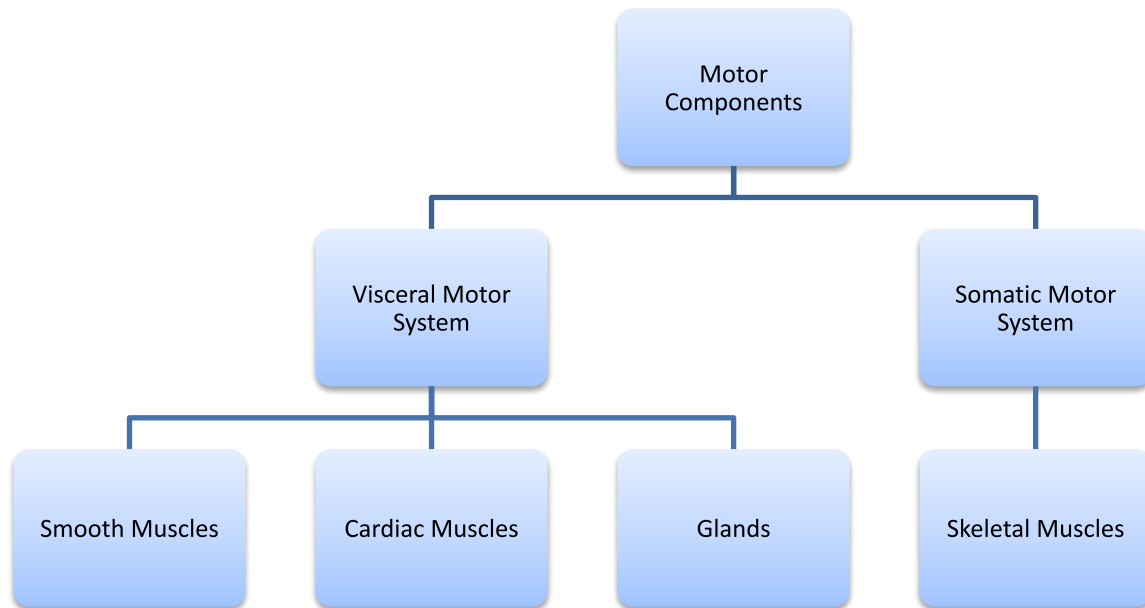 Motor
Components
Visceral Motor
System
Somatic Motor
System
Smooth Muscles
Cardiac Muscles
Glands
Skeletal Muscles